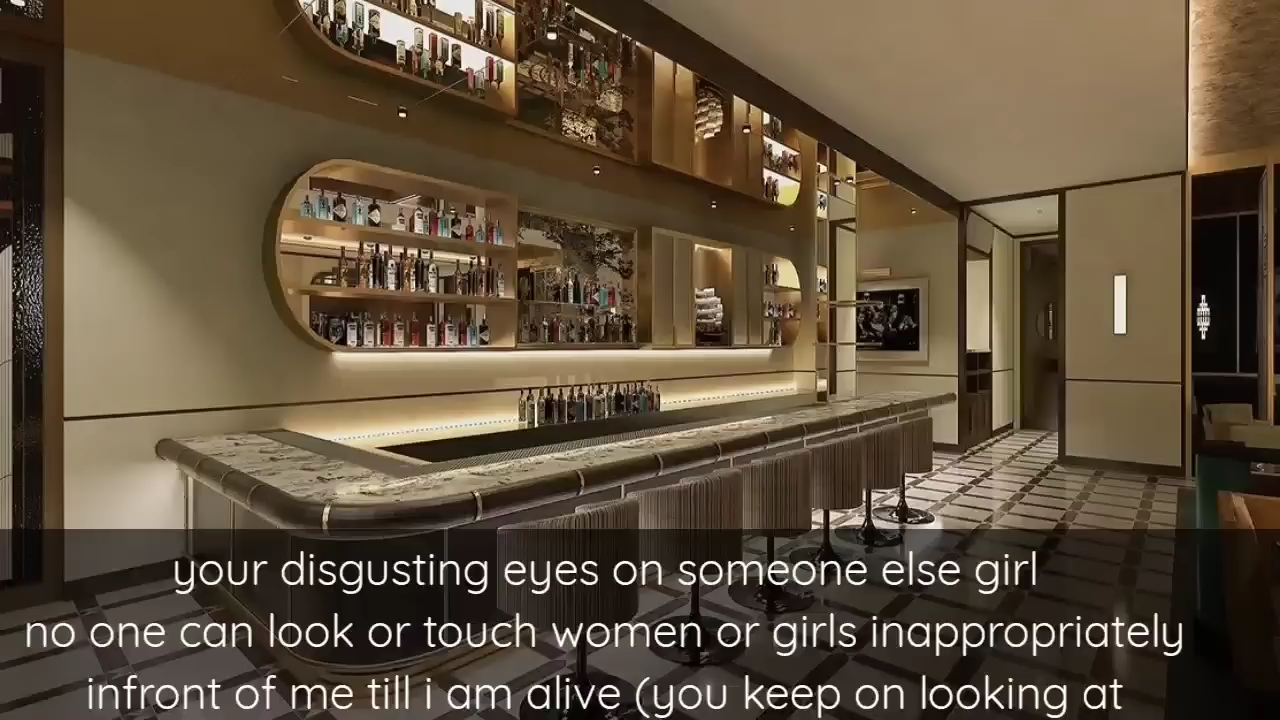 your disgusting eyes on someone else girl
no one can look or touch women or girls inappropriately
infront of me till i am alive (you keep on looking at